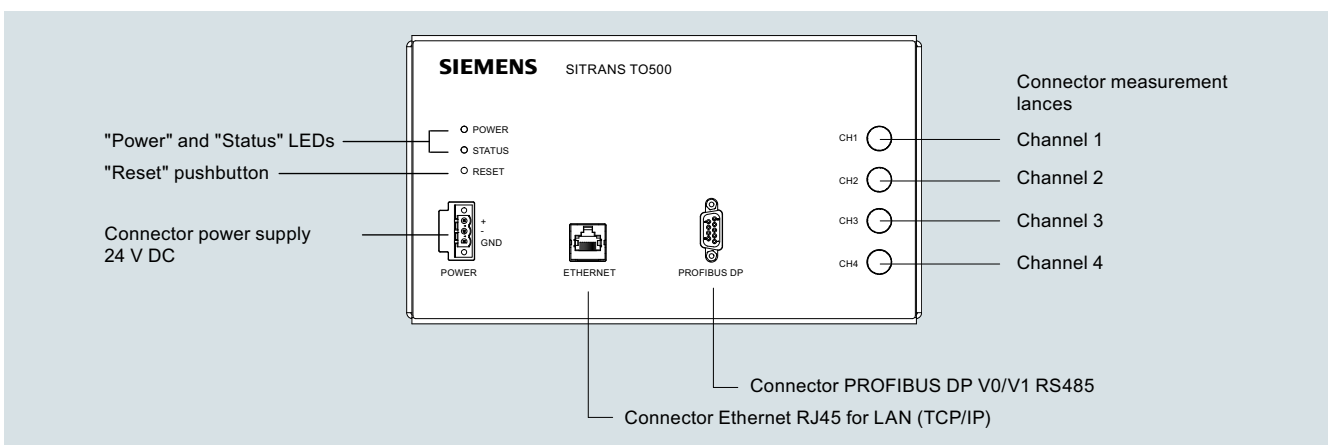 SIEMENS SITRANS TO500
Connector measurement
lances
"Power" and "Status" LEDs
POWER
STATUS
"Reset" pushbutton
RESET
CH1
Channel 1
CH2
Channel 2
CH3
Channel 3
CH4
Channel 4
Connector power supply
24 V DC
+
-
GND
POWER
ETHERNET
PROFIBUS DP
Connector PROFIBUS DP V0/V1 RS485
Connector Ethernet RJ45 for LAN (TCP/IP)